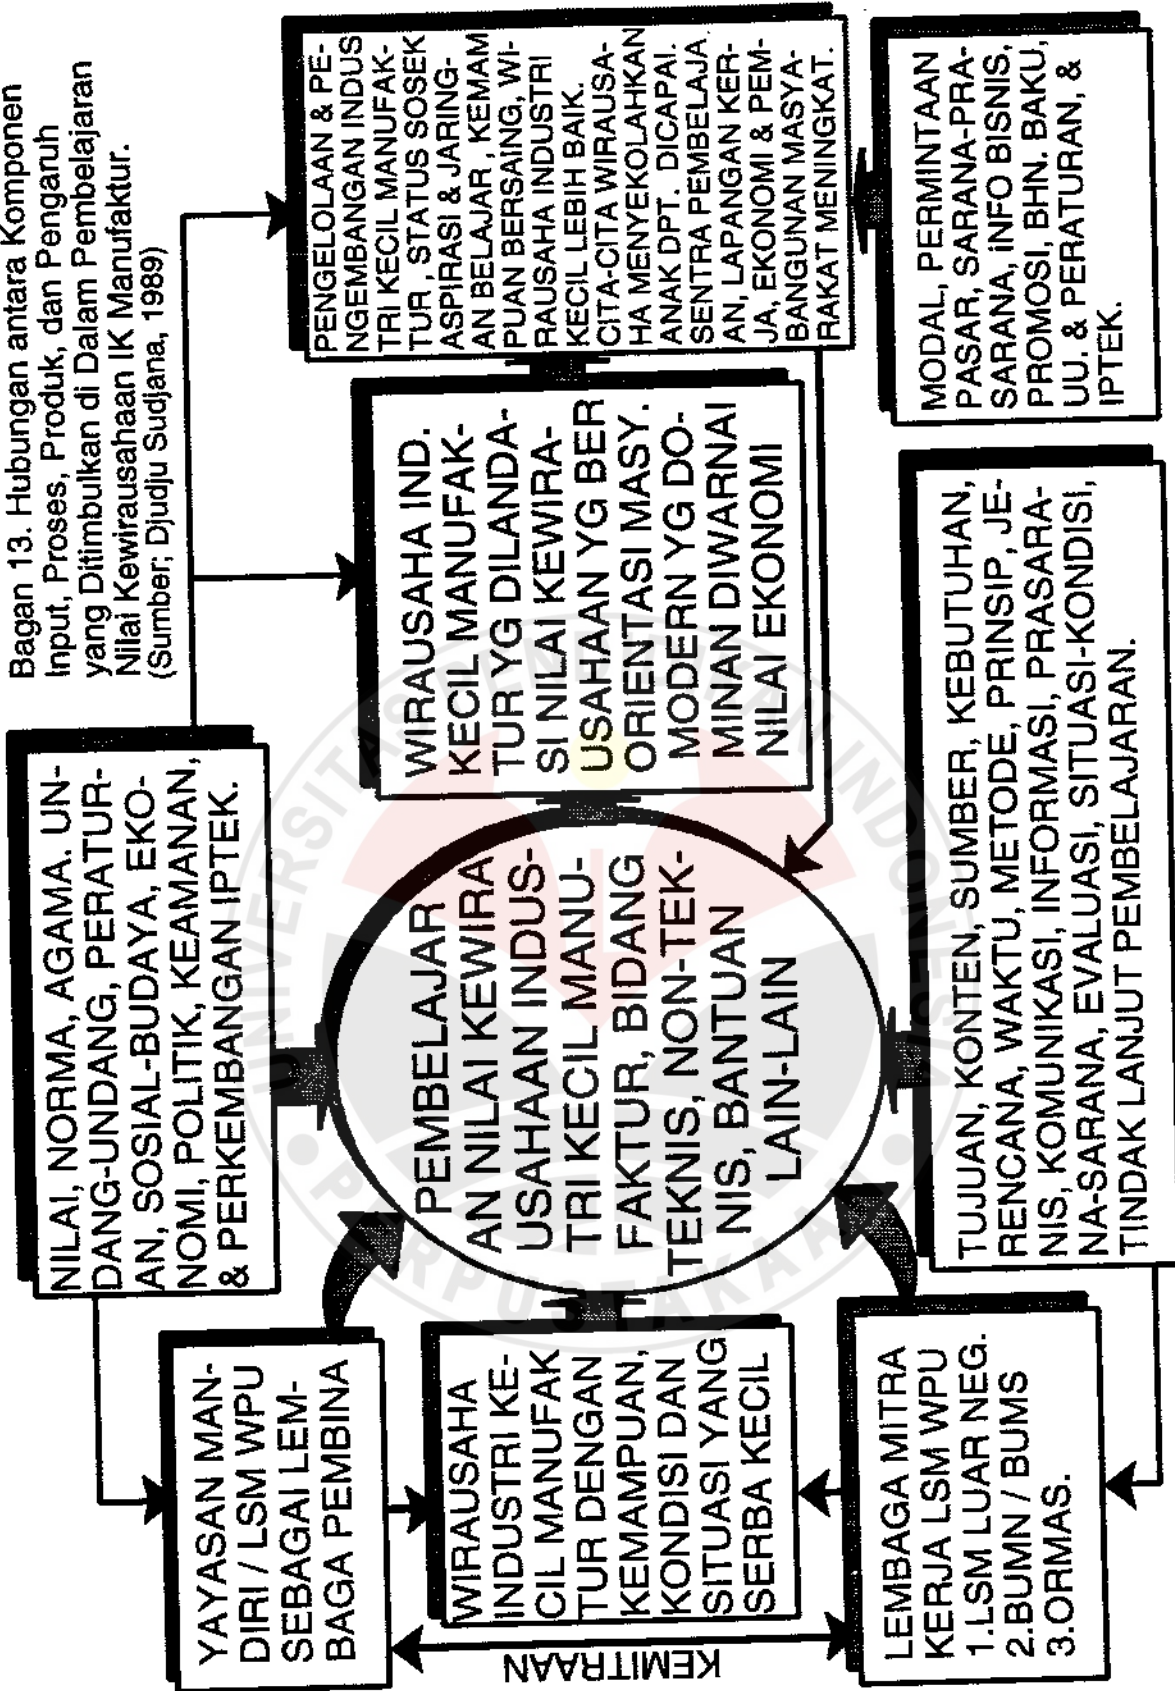 Bagan 13. Hubungan antara Komponen
Input, Proses, Produk, dan Pengaruh
yang Ditimbulkan di Dalam Pembelajaran
Nilai Kewirausahaan IK Manufaktur.
(Sumber; Djudju Sudjana, 1989)
NILAI, NORMA, AGAMA. UN-
DANG-UNDANG, PERATUR-
AN, SOSIAL-BUDAYA, EKO-
NOMI, POLITIK, KEAMANAN,
& PERKEMBANGAN IPTEK.
YAYASAN MAN-
DIRI / LSM WPU
SEBAGAI LEM-
BAGA PEMBINA
WIRAUSAHA
INDUSTRI KE-
CIL MANUFAK
TUR DENGAN
KEMAMPUAN,
KONDISI DAN
SITUASI YANG
SERBA KECIL
LEMBAGA MITRA
KERJA LSM WPU
1.LSM LUAR NEG.
2.BUMN / BUMS
3.ORMAS.
KEMITRAAN
PEMBELAJAR
AN NILAI KEWIRA
USAHAAN INDUS-
TRI KECIL MANU-
FAKTUR, BIDANG
TEKNIS, NON-TEK-
NIS, BANTUAN
LAIN-LAIN
WIRAUSAHA IND.
KECIL MANUFAK-
TUR YG DILANDA-
SI NILAI KEWIRA-
USAHAAN YG BER
ORIENTASI MASY.
MODERN YG DO-
MINAN DIWARNAI
NILAI EKONOMI
PENGELOLAAN & PE-
NGEMBANGAN INDUS
TRI KECIL MANUFAK-
TUR, STATUS SOSEK
ASPIRASI & JARING-
AN BELAJAR , KEMAM
PUAN BERSAING, WI-
RAUSAHA INDUSTRI
KECIL LEBIH BAIK.
CITA-CITA WIRAUSA-
HA MENYEKOLAHKAN
ANAK DPT. DICAPAI.
SENTRA PEMBELAJA.
AN, LAPANGAN KER-
JA, EKONOMI & PEM-
BANGUNAN MASYA-
RAKAT MENINGKAT.
MODAL, PERMINTAAN
PASAR, SARANA-PRA-
SARANA, INFO BISNIS,
PROMOSI, BHN. BAKU,
UU. & PERATURAN, &
IPTEK.
TUJUAN, KONTEN, SUMBER, KEBUTUHAN,
RENCANA, WAKTU, METODE, PRINSIP, JE-
NIS, KOMUNIKASI, INFORMASI, PRASARA-
NA-SARANA, EVALUASI, SITUASI-KONDISI,
TINDAK LANJUT PEMBELAJARAN.
UNIVERSITAS PENDIDIKAN INDONESIA
PERPUSTAKAAN